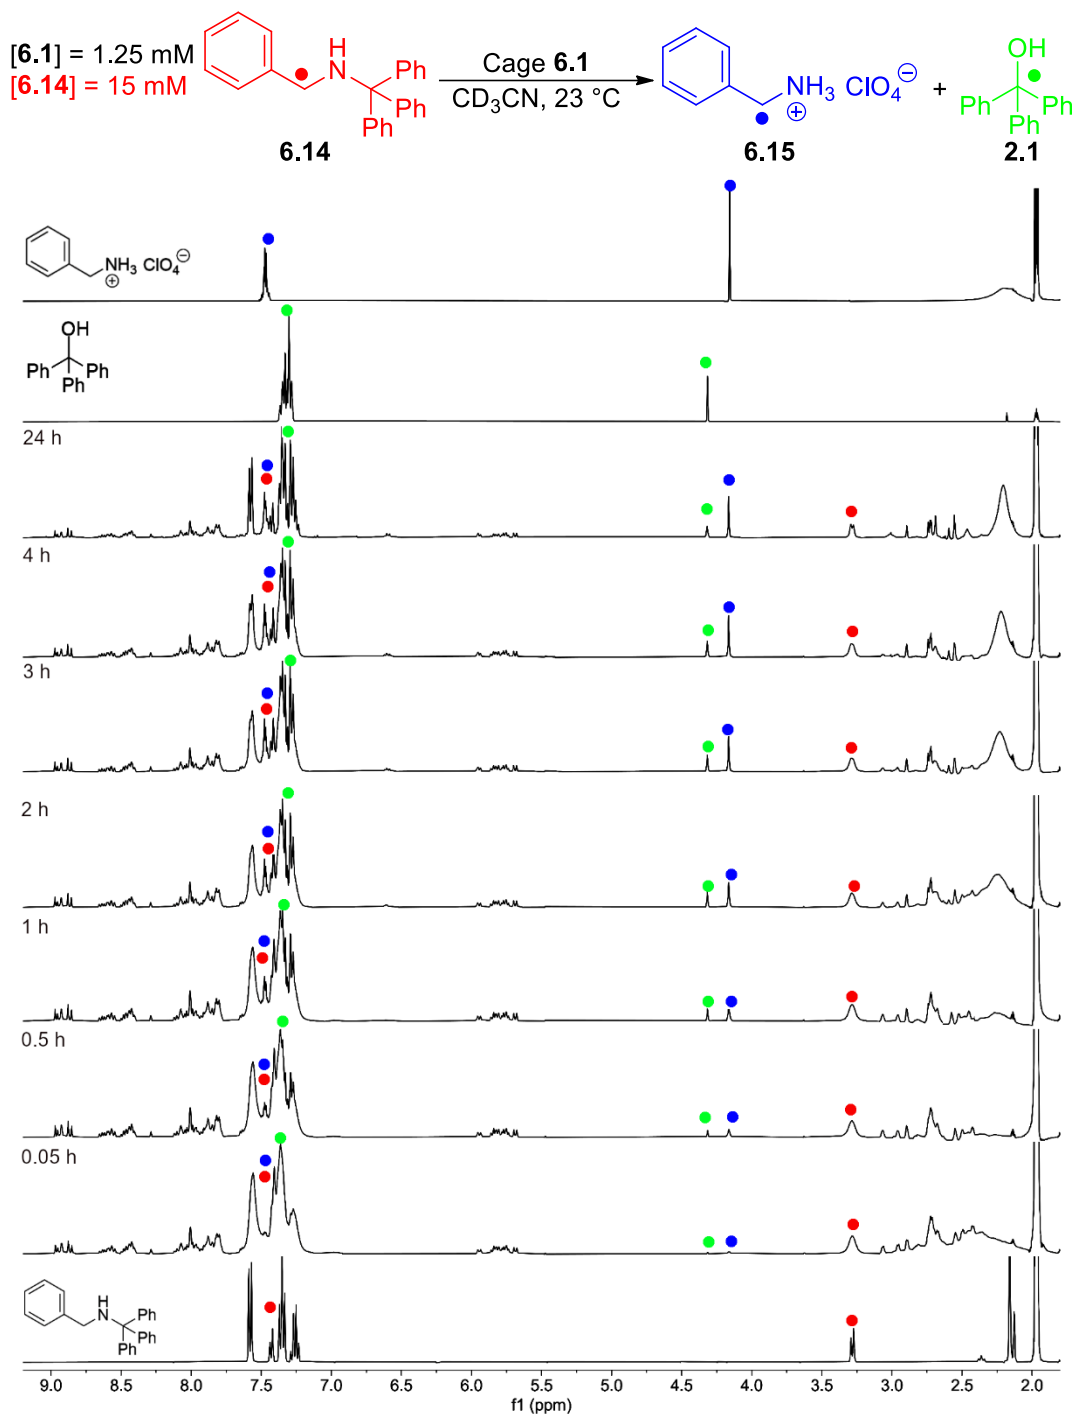 [6.1] = 1.25 mM
[6.14] = 15 mM
H
N
Ph
Ph
Ph
6.14
Cage 6.1
CD3CN, 23 °C
NH3 ClO4⊖
⊕
6.15
+
OH
Ph Ph
Ph
2.1
NH3 ClO4⊖
⊕
OH
Ph Ph
Ph
24 h
4 h
3 h
2 h
1 h
0.5 h
0.05 h
H
N
Ph
Ph
Ph
9.0 8.5 8.0 7.5 7.0 6.5 6.0 5.5 5.0 4.5 4.0 3.5 3.0 2.5 2.0
f1 (ppm)